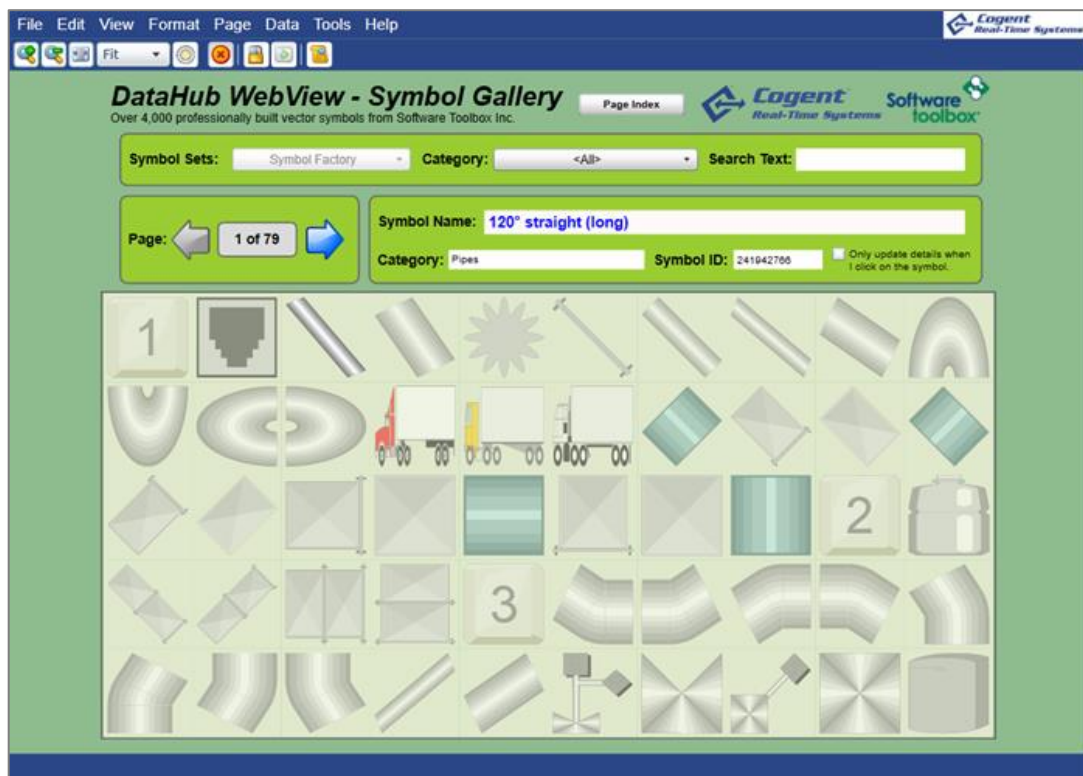 File Edit View Format Page Data Tools Help
Cogent
Real-Time Systems
Fit
DataHub WebView - Symbol Gallery
Over 4,000 professionally built vector symbols from Software Toolbox Inc.
Page Index
Cogent
Real-Time Systems
Software
toolbox
Symbol Sets: Symbol Factory Category: <All> Search Text:
Page: 1 of 79
Symbol Name: 120° straight (long)
Category: Pipes Symbol ID: 241942766
Only update details when
I click on the symbol.
1
2
3